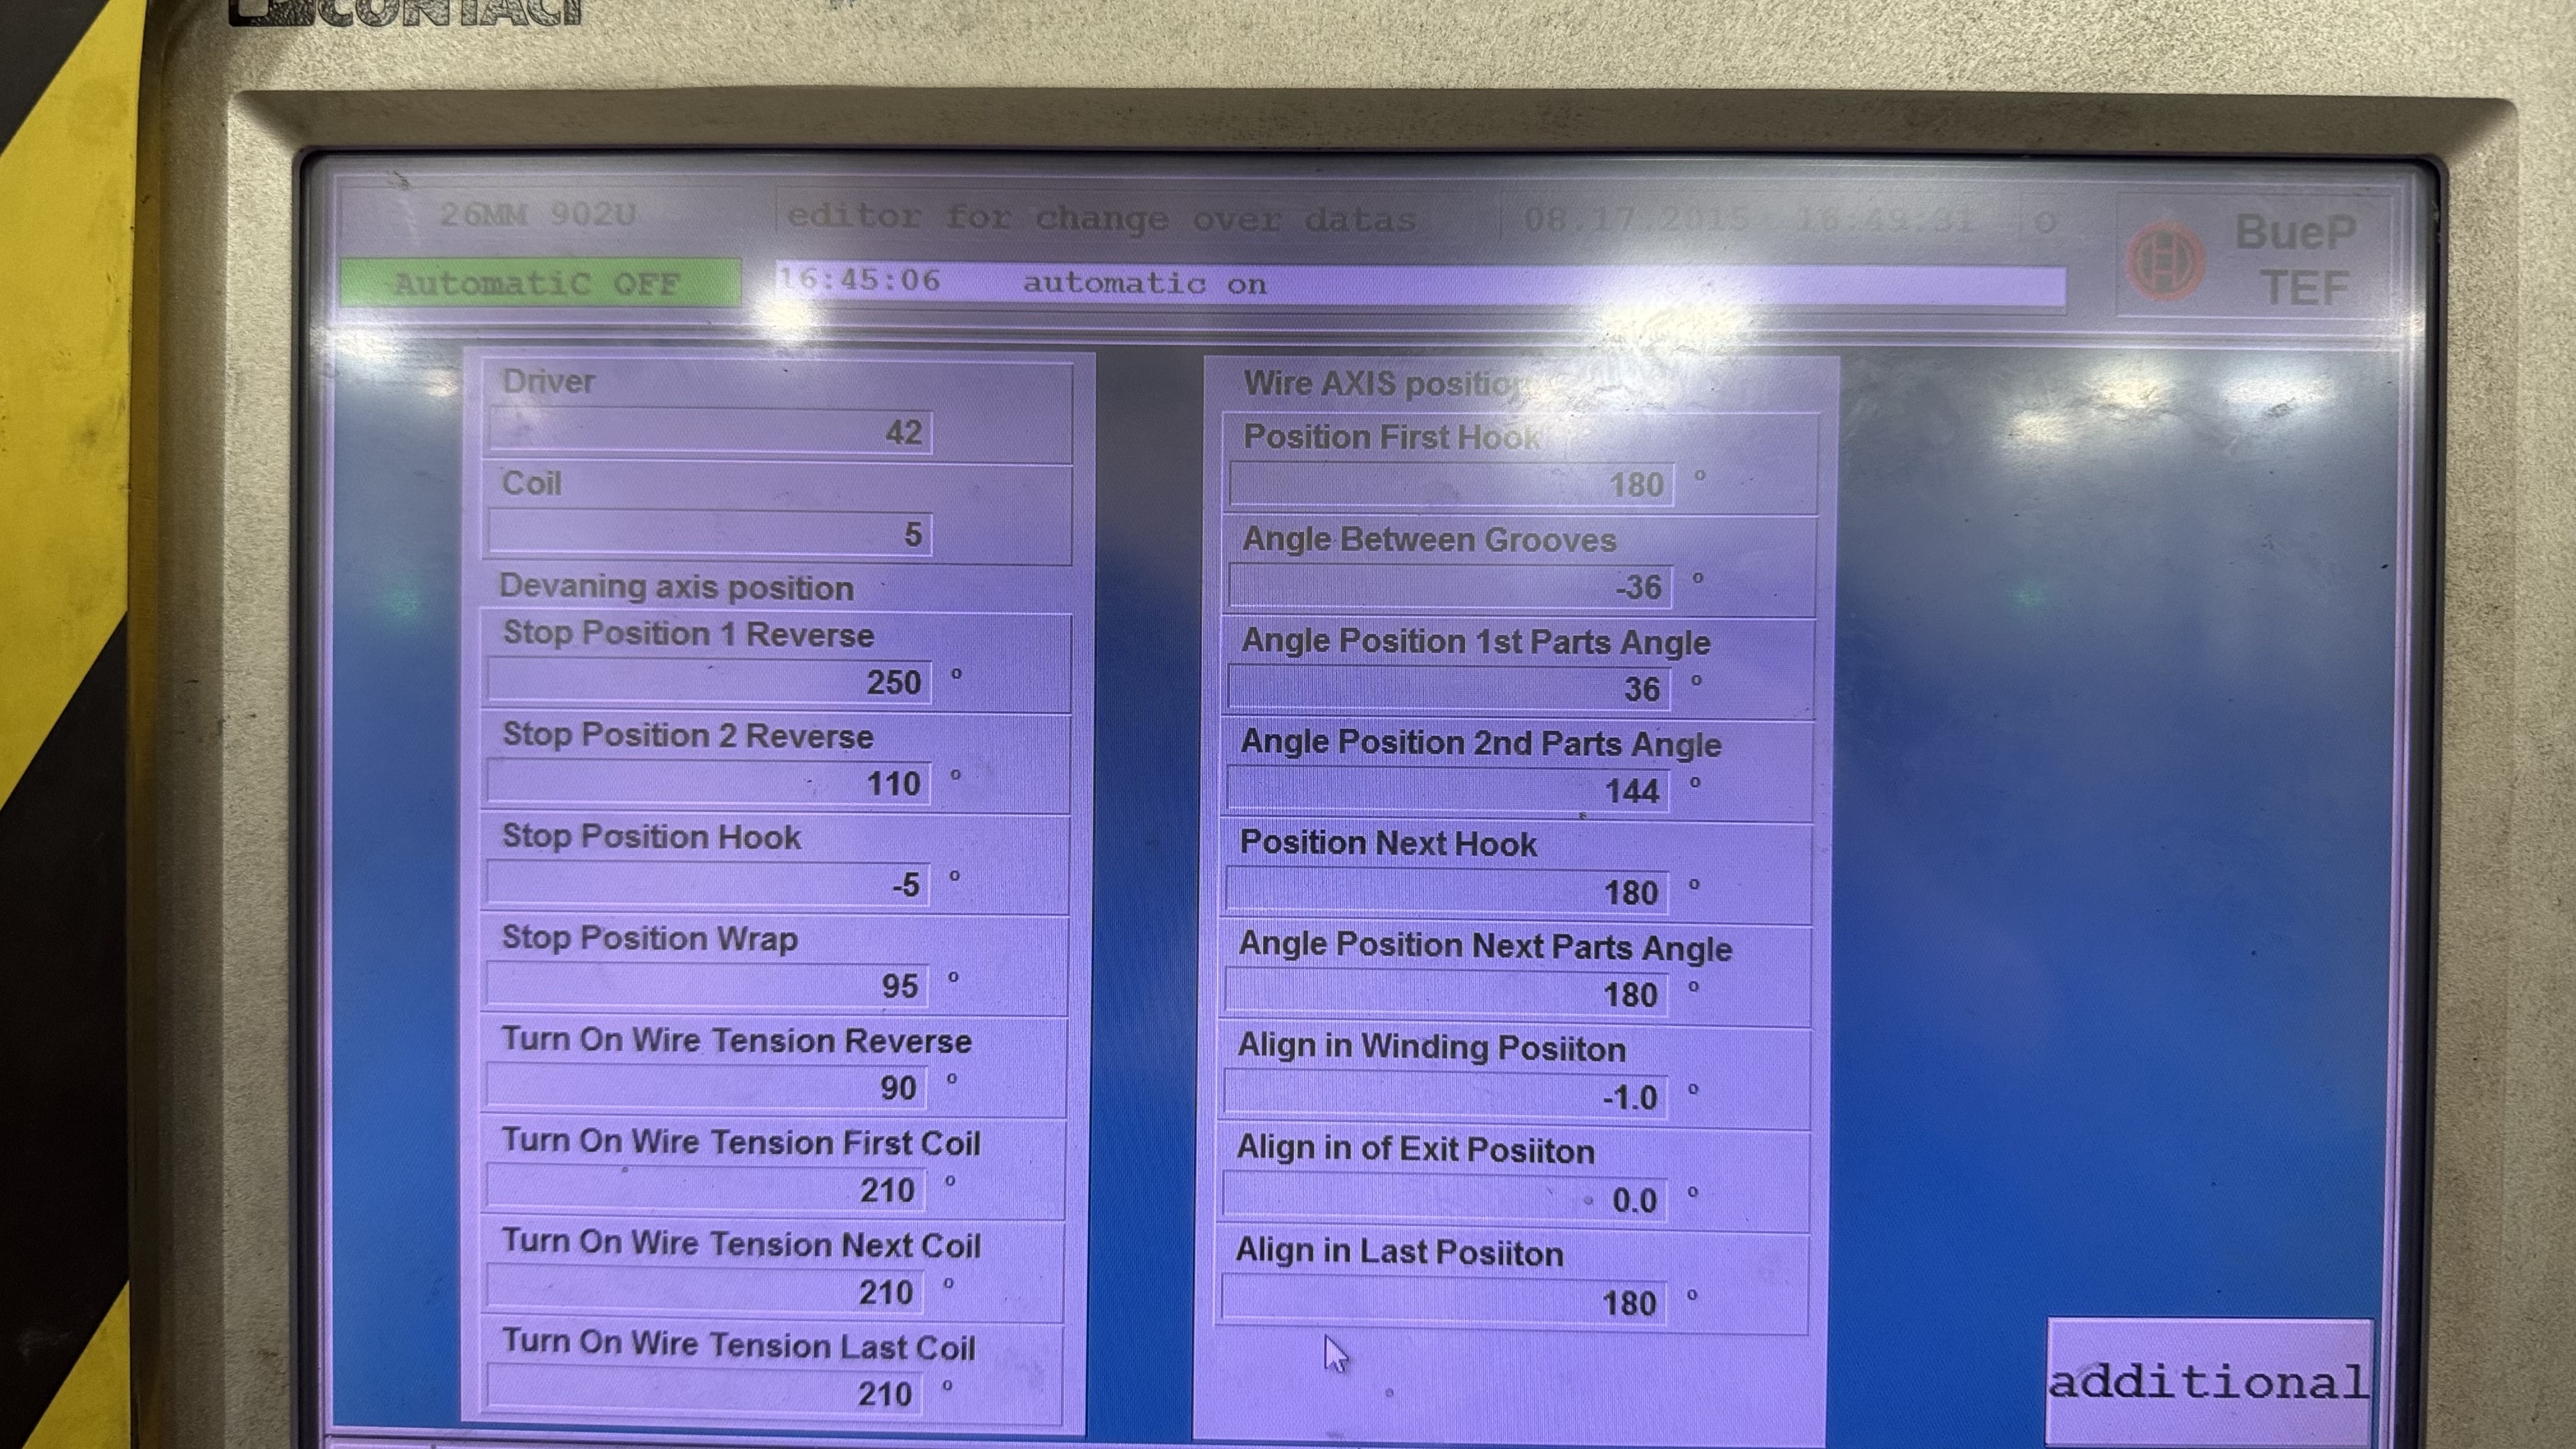 CONTACT
26MM 902U editor for change over datas 08.17.2015 16:49:31
BueP
TEF
AutomatiC OFF 16:45:06 automatic on
Driver
42
Coil
5
Devaning axis position
Stop Position 1 Reverse
250 °
Stop Position 2 Reverse
110 °
Stop Position Hook
-5 °
Stop Position Wrap
95 °
Turn On Wire Tension Reverse
90 °
Turn On Wire Tension First Coil
210 °
Turn On Wire Tension Next Coil
210 °
Turn On Wire Tension Last Coil
210 °
Wire AXIS position
Position First Hook
180 °
Angle Between Grooves
-36 °
Angle Position 1st Parts Angle
36 °
Angle Position 2nd Parts Angle
144 °
Position Next Hook
180 °
Angle Position Next Parts Angle
180 °
Align in Winding Posiiton
-1.0 °
Align in of Exit Posiiton
0.0 °
Align in Last Posiiton
180 °
additional